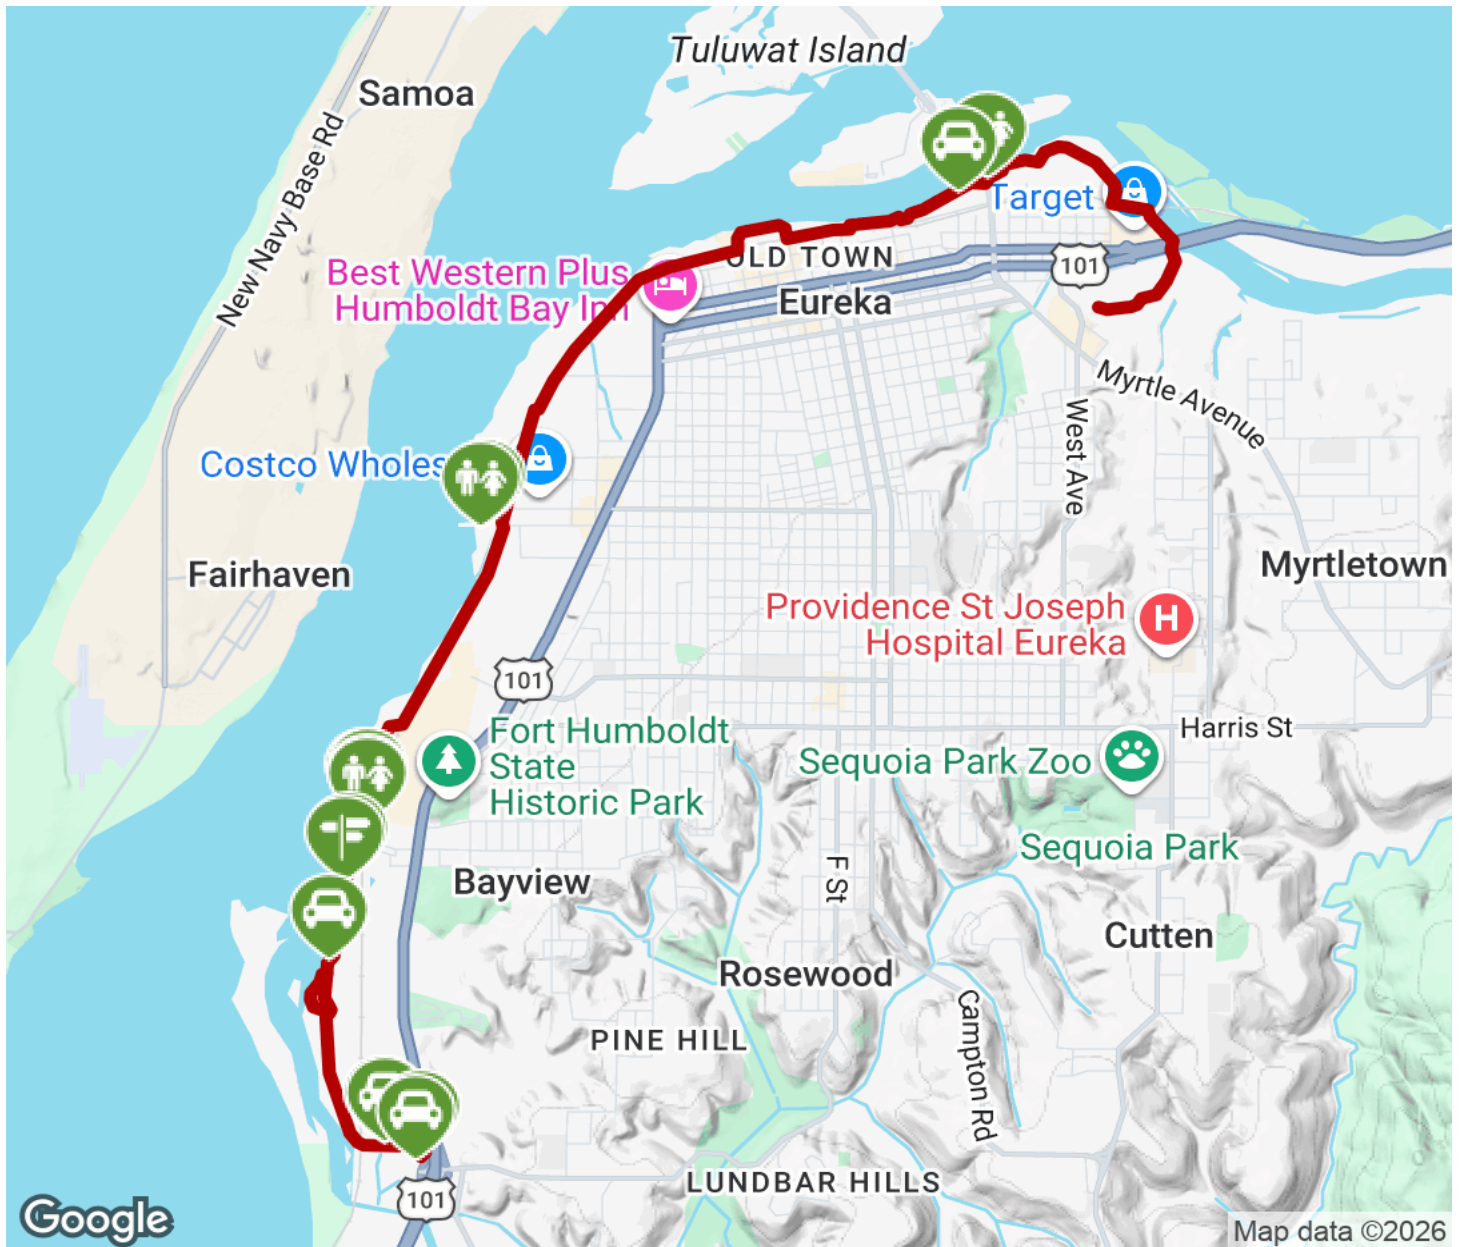 Tuluwat Island
Samoa
New Navy Base Rd
Target
OLD TOWN
101
Best Western Plus
Humboldt Bay Inn
Eureka
Myrtle Avenue
West Ave
Costco Wholes
Fairhaven
Myrtletown
Providence St Joseph
Hospital Eureka
H
101
Harris St
Fort Humboldt
State
Historic Park
Sequoia Park Zoo
Sequoia Park
Bayview
F St
Cutten
Rosewood
Campton Rd
PINE HILL
LUNDBAR HILLS
101
Google
Map data ©2026